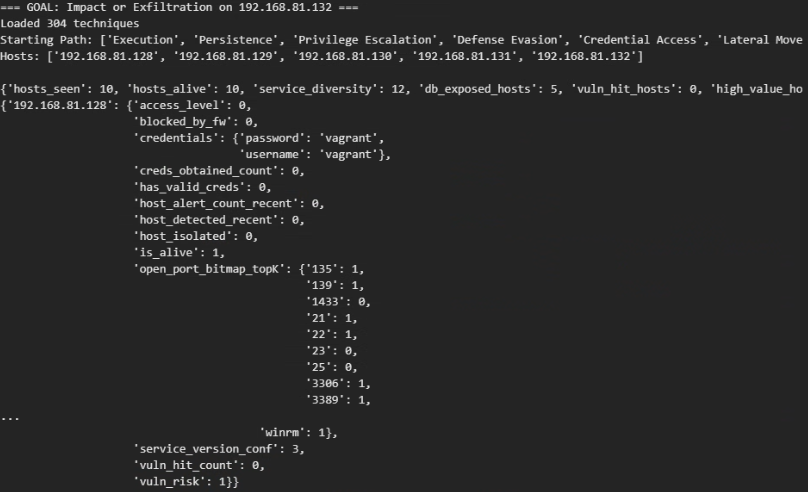 === GOAL: Impact or Exfiltration on 192.168.81.132 ===
Loaded 304 techniques
Starting Path: ['Execution', 'Persistence', 'Privilege Escalation', 'Defense Evasion', 'Credential Access', 'Lateral Move
Hosts: ['192.168.81.128', '192.168.81.129', '192.168.81.130', '192.168.81.131', '192.168.81.132']
{'hosts_seen': 10, 'hosts_alive': 10, 'service_diversity': 12, 'db_exposed_hosts': 5, 'vuln_hit_hosts': 0, 'high_value_ho
{'192.168.81.128': {'access_level': 0,
'blocked_by_fw': 0,
'credentials': {'password': 'vagrant',
'username': 'vagrant'},
'creds_obtained_count': 0,
'has_valid_creds': 0,
'host_alert_count_recent': 0,
'host_detected_recent': 0,
'host_isolated': 0,
'is_alive': 1,
'open_port_bitmap_topK': {'135': 1,
'139': 1,
'1433': 0,
'21': 1,
'22': 1,
'23': 0,
'25': 0,
'3306': 1,
'3389': 1,
...
'winrm': 1},
'service_version_conf': 3,
'vuln_hit_count': 0,
'vuln_risk': 1}}